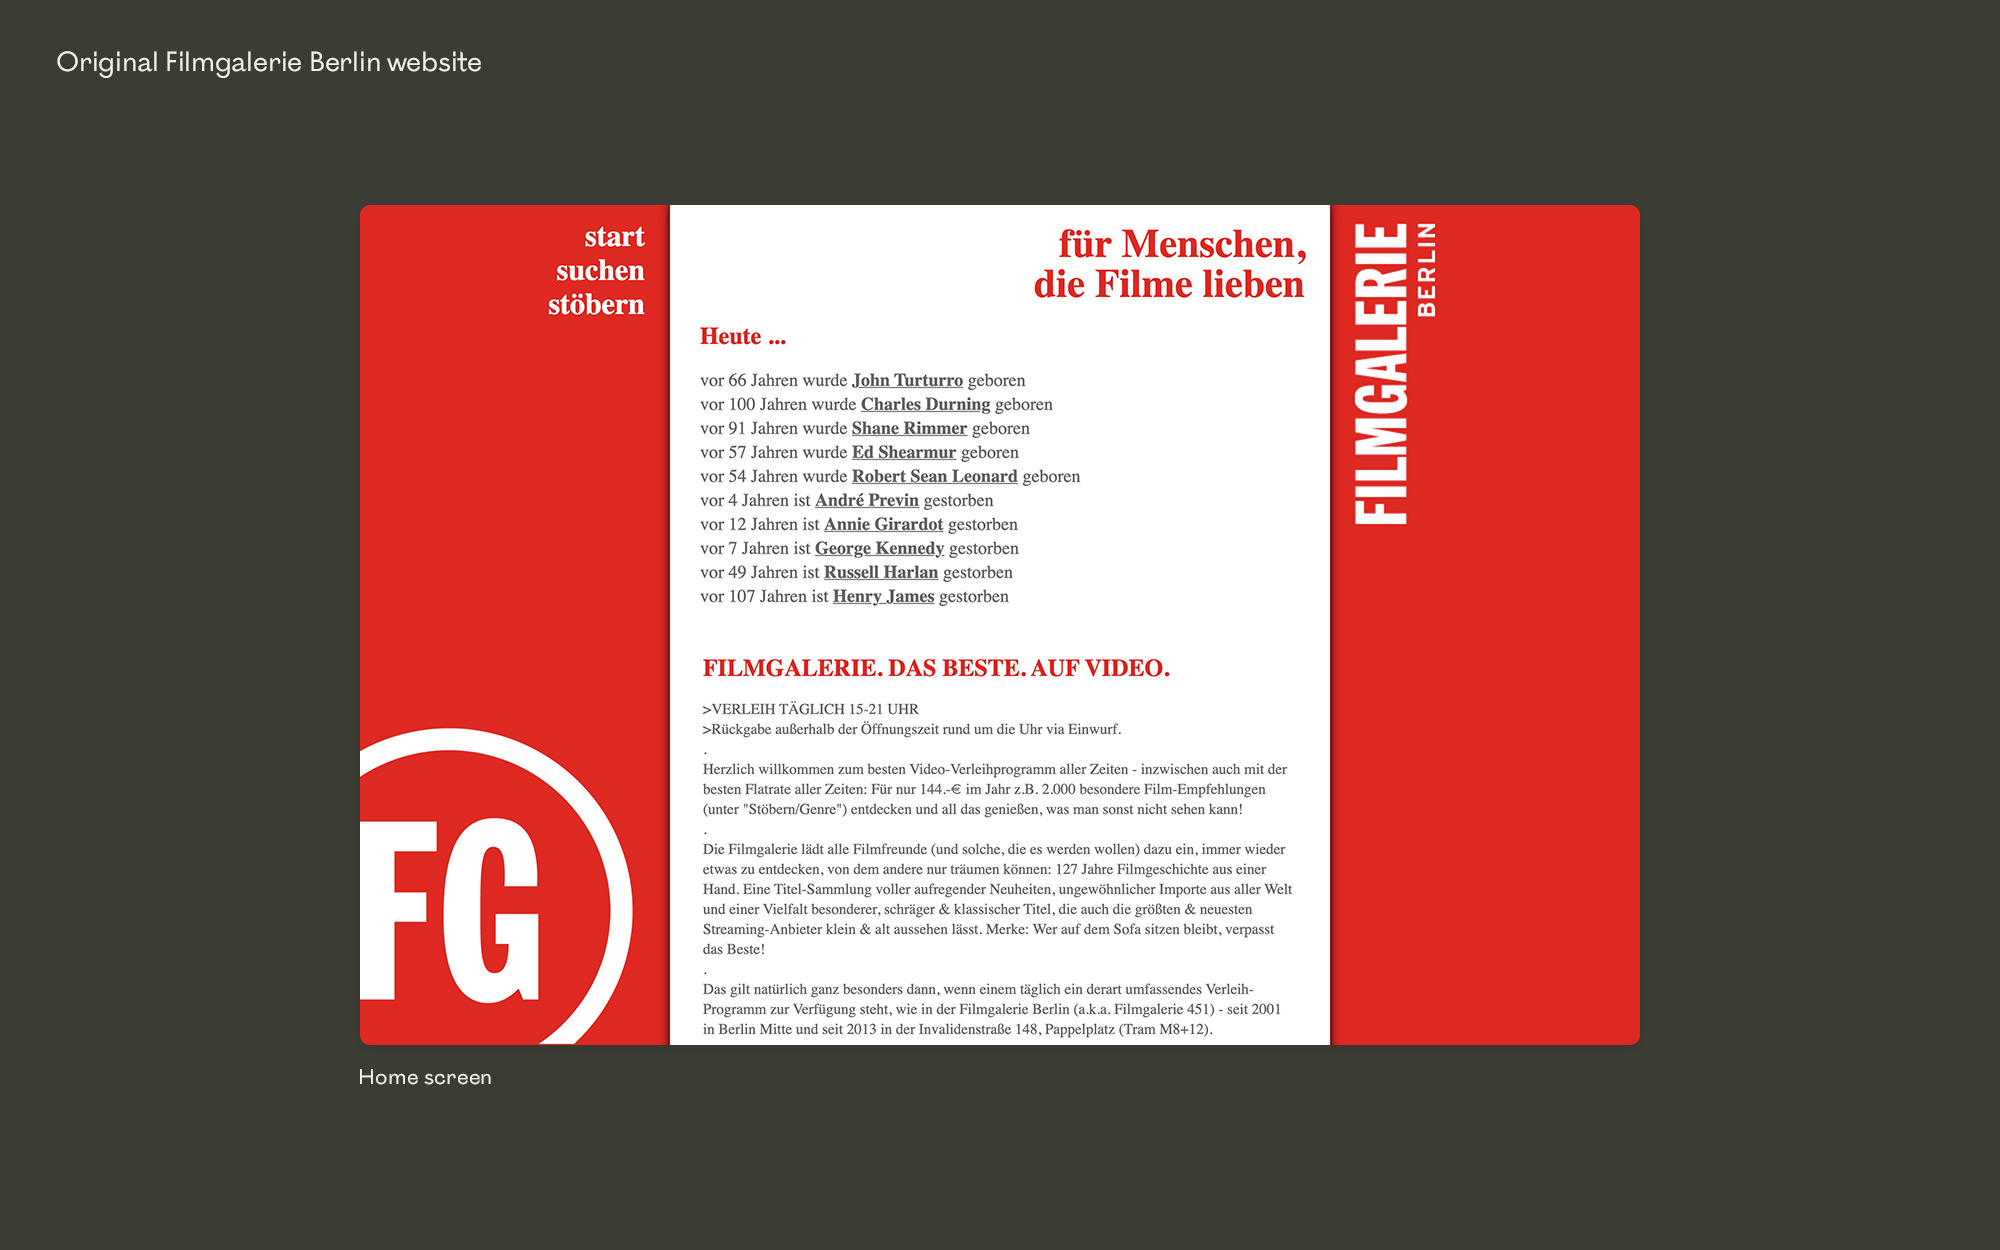 Original Filmgalerie Berlin website
start
suchen
stöbern
für Menschen,
die Filme lieben
FILMGALERIE
BERLIN
Heute ...
vor 66 Jahren wurde John Turturro geboren
vor 100 Jahren wurde Charles Durning geboren
vor 91 Jahren wurde Shane Rimmer geboren
vor 57 Jahren wurde Ed Shearmur geboren
vor 54 Jahren wurde Robert Sean Leonard geboren
vor 4 Jahren ist André Previn gestorben
vor 12 Jahren ist Annie Girardot gestorben
vor 7 Jahren ist George Kennedy gestorben
vor 49 Jahren ist Russell Harlan gestorben
vor 107 Jahren ist Henry James gestorben
FILMGALERIE. DAS BESTE. AUF VIDEO.
>VERLEIH TÄGLICH 15-21 UHR
>Rückgabe außerhalb der Öffnungszeit rund um die Uhr via Einwurf.
.
Herzlich willkommen zum besten Video-Verleihprogramm aller Zeiten - inzwischen auch mit der
besten Flatrate aller Zeiten: Für nur 144.-€ im Jahr z.B. 2.000 besondere Film-Empfehlungen
(unter "Stöbern/Genre") entdecken und all das genießen, was man sonst nicht sehen kann!
.
Die Filmgalerie lädt alle Filmfreunde (und solche, die es werden wollen) dazu ein, immer wieder
etwas zu entdecken, von dem andere nur träumen können: 127 Jahre Filmgeschichte aus einer
Hand. Eine Titel-Sammlung voller aufregender Neuheiten, ungewöhnlicher Importe aus aller Welt
und einer Vielfalt besonderer, schräger & klassischer Titel, die auch die größten & neuesten
Streaming-Anbieter klein & alt aussehen lässt. Merke: Wer auf dem Sofa sitzen bleibt, verpasst
das Beste!
.
Das gilt natürlich ganz besonders dann, wenn einem täglich ein derart umfassendes Verleih-
Programm zur Verfügung steht, wie in der Filmgalerie Berlin (a.k.a. Filmgalerie 451) - seit 2001
in Berlin Mitte und seit 2013 in der Invalidenstraße 148, Pappelplatz (Tram M8+12).
FG
Home screen